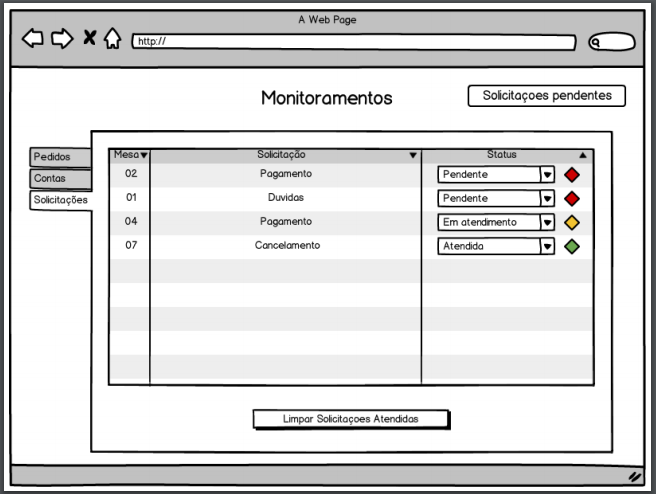 A Web Page
http://
Monitoramentos
Solicitaçoes pendentes
Pedidos
Contas
Solicitações
Mesa Solicitação Status
02 Pagamento Pendente
01 Duvidas Pendente
04 Pagamento Em atendimento
07 Cancelamento Atendida
Limpar Solicitaçoes Atendidas